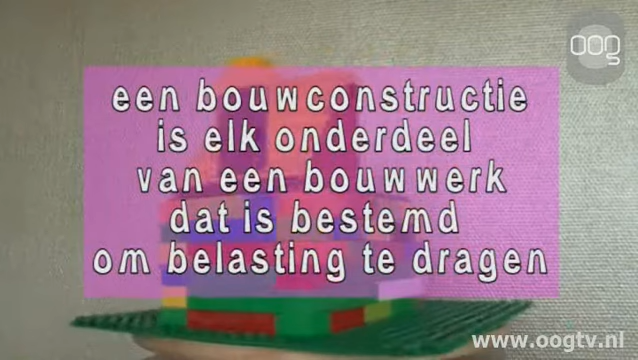 oog
een bouwconstructie
is elk onderdeel
van een bouwwerk
dat is bestemd
om belasting te dragen
www.oogtv.nl